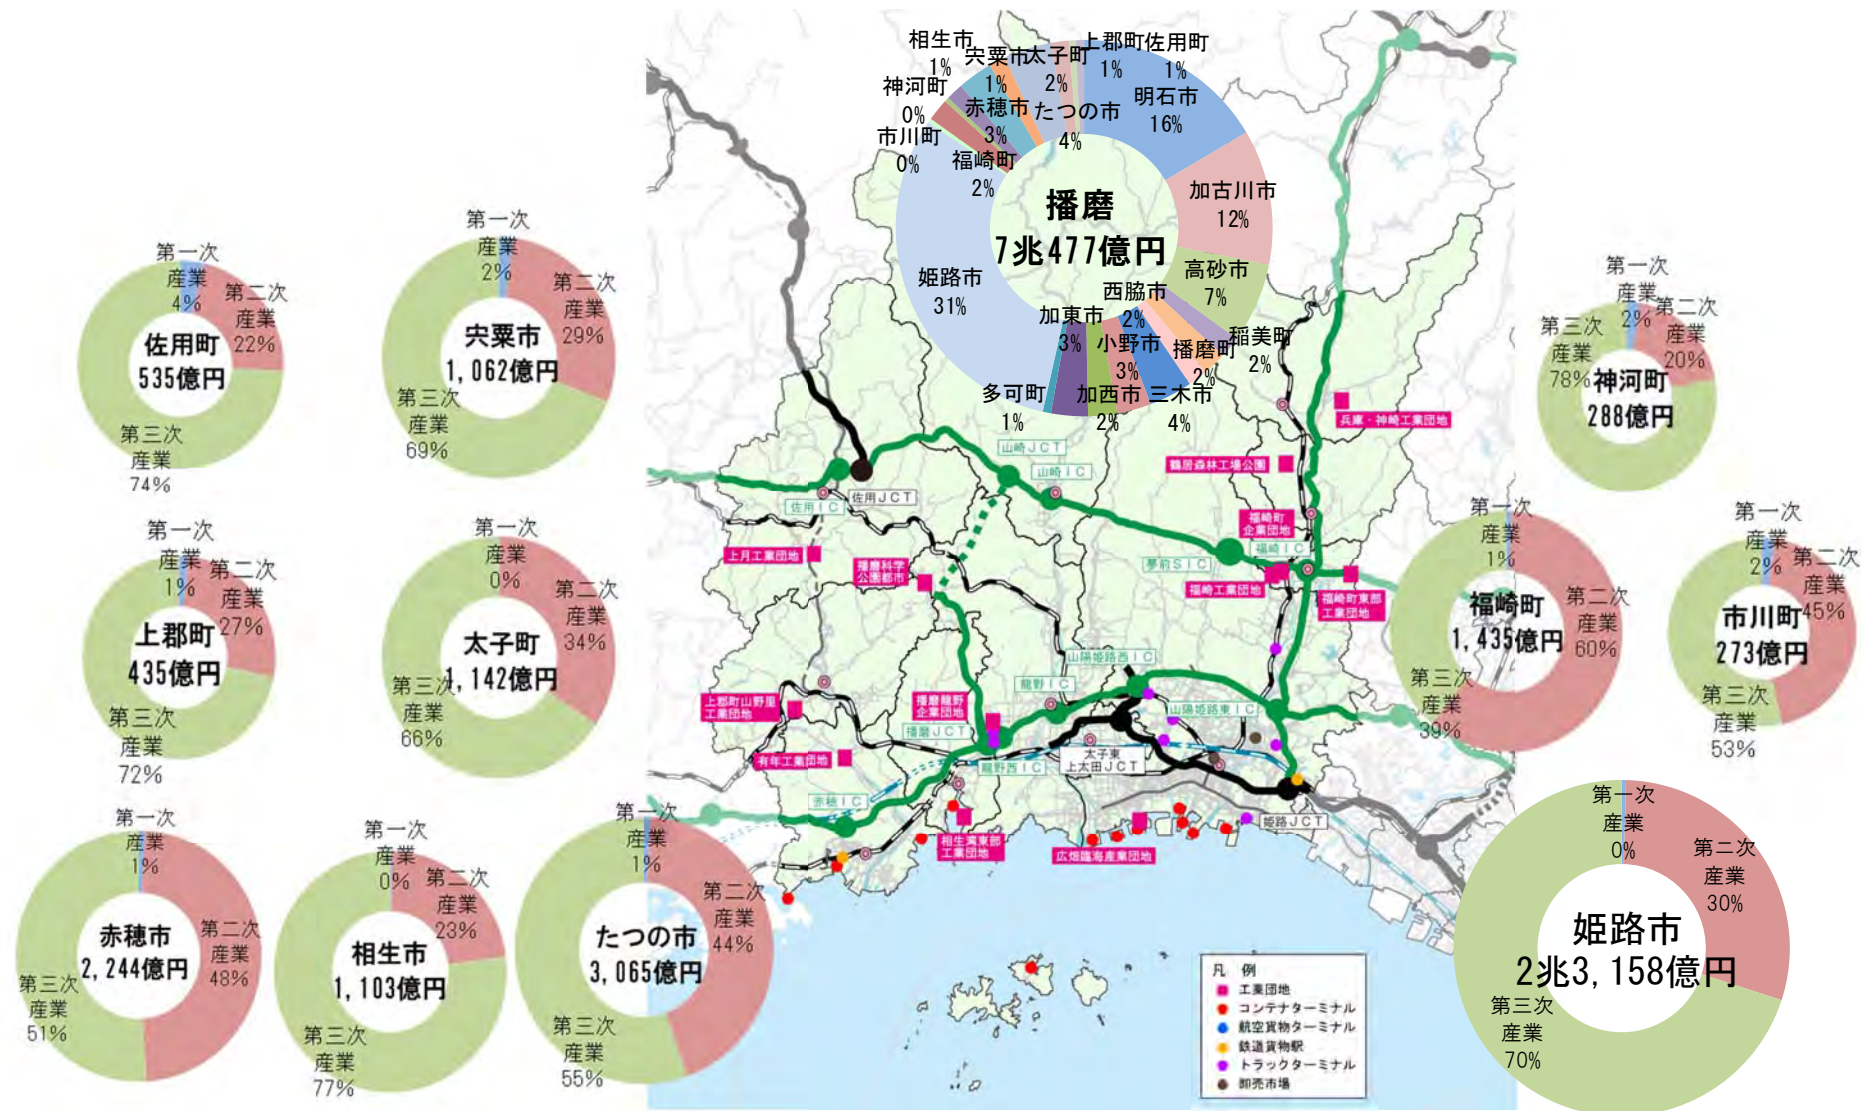 相生市
1%
宍粟市
1%
太子町
2%
上郡町
1%
佐用町
1%
神河町
0%
赤穂市
3%
たつの市
4%
明石市
16%
市川町
0%
福崎町
2%
加古川市
12%
播磨
7兆477億円
姫路市
31%
高砂市
7%
西脇市
2%
加東市
3%
小野市
3%
播磨町
2%
稲美町
2%
多可町
1%
加西市
2%
三木市
4%
第一次
産業
4%
第二次
産業
22%
佐用町
535億円
第三次
産業
74%
第一次
産業
2%
第二次
産業
29%
宍粟市
1,062億円
第三次
産業
69%
第一次
産業
1%
第二次
産業
27%
上郡町
435億円
第三次
産業
72%
第一次
産業
0%
第二次
産業
34%
太子町
1,142億円
第三次
産業
66%
第一次
産業
1%
第二次
産業
48%
赤穂市
2,244億円
第三次
産業
51%
第一次
産業
0%
第二次
産業
23%
相生市
1,103億円
第三次
産業
77%
第一次
産業
1%
第二次
産業
44%
たつの市
3,065億円
第三次
産業
55%
第一次
産業
2%
第二次
産業
20%
第三次
産業
78%
神河町
288億円
第一次
産業
1%
第二次
産業
60%
福崎町
1,435億円
第三次
産業
39%
第一次
産業
2%
第二次
産業
45%
市川町
273億円
第三次
産業
53%
第一次
産業
0%
第二次
産業
30%
姫路市
2兆3,158億円
第三次
産業
70%
山崎JCT
山崎IC
佐用IC
佐用JCT
兵庫・神崎工業団地
鶴居森林工場公園
福崎町
企業団地
福崎IC
夢前SIC
福崎工業団地
福崎町東部
工業団地
上月工業団地
播磨科学
公園都市
山陽姫路西IC
龍野IC
山陽姫路東IC
上郡町山野里
工業団地
播磨龍野
企業団地
播磨JCT
有年工業団地
龍野西IC
太子東
上太田JCT
赤穂IC
相生湾東部
工業団地
広畑臨海産業団地
姫路JCT
凡 例
工業団地
コンテナターミナル
航空貨物ターミナル
鉄道貨物駅
トラックターミナル
卸売市場